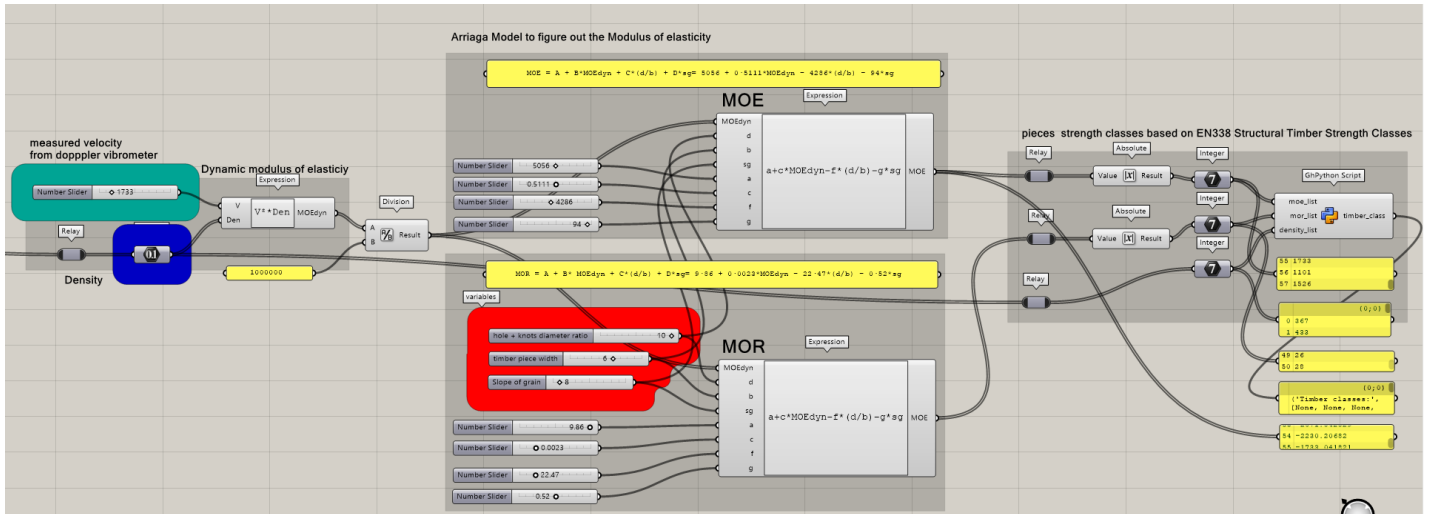 Arriaga Model to figure out the Modulus of elasticity
MOE = A + B*MOEdyn + C*(d/b) + D*sg= 5056 + 0.5111*MOEdyn - 4286*(d/b) - 94*sg
MOE
Expression
MOEdyn
d
b
sg
a
c
f
g
a+c*MOEdyn-f*(d/b)-g*sg
MOE
Number Slider 5056
Number Slider 0.5111
Number Slider 4286
Number Slider 94
measured velocity
from dopppler vibrometer
Number Slider 1733
Dynamic modulus of elasticiy
Expression
V
Den
MOEdyn
Relay
Density
1000000
Division
A
B
A/B
Result
MOR = A + B* MOEdyn + C*(d/b) + D*sg= 9.86 + 0.0023*MOEdyn - 22.47*(d/b) - 0.52*sg
variables
hole + knots diameter ratio 10
timber piece width 6
Slope of grain 8
MOR
Expression
MOEdyn
d
b
sg
a
c
f
g
a+c*MOEdyn-f*(d/b)-g*sg
MOE
Number Slider 9.86
Number Slider 0.0023
Number Slider 22.47
Number Slider 0.52
pieces strength classes based on EN338 Structural Timber Strength Classes
Relay
Absolute
Integer
Value |x| Result
7
Relay
Absolute
Integer
Value |x| Result
7
Integer
7
Relay
GhPython Script
moe_list
mor_list
density_list
timber_class
55 1733
56 1101
57 1526
{0;0}
0 367
1 433
49 26
50 28
{0;0}
('Timber classes:',
[None, None, None,
54 -2230.20682
55 -1733.041821